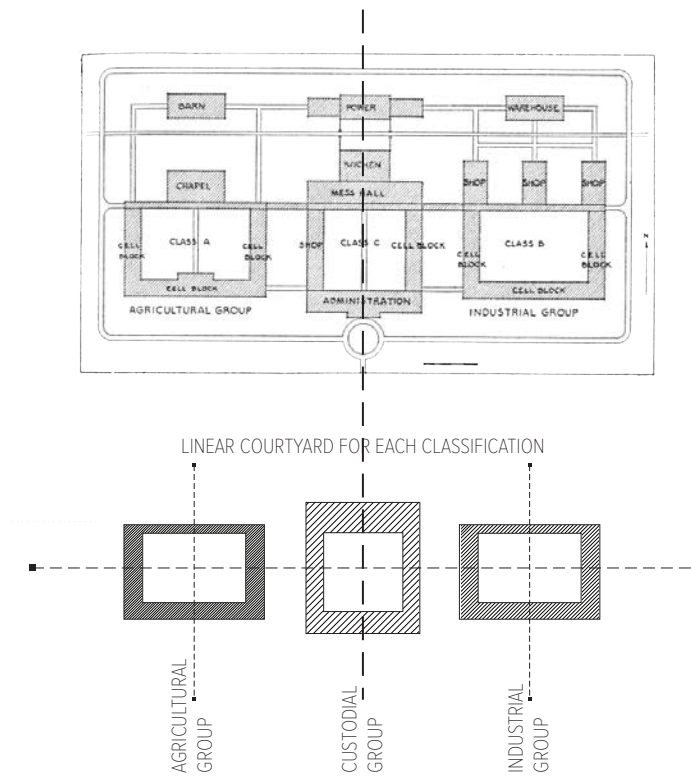 BARN
POWER
WAREHOUSE
KITCHEN
CHAPEL
MESS HALL
SHOP
SHOP
SHOP
CELL
BLOCK
CLASS A
CELL
BLOCK
SHOP
CLASS C
CELL BLOCK
CELL
BLOCK
CLASS B
CELL
BLOCK
N
CELL BLOCK
ADMINISTRATION
CELL BLOCK
AGRICULTURAL GROUP
INDUSTRIAL GROUP
LINEAR COURTYARD FOR EACH CLASSIFICATION
AGRICULTURAL
GROUP
CUSTODIAL
GROUP
INDUSTRIAL
GROUP